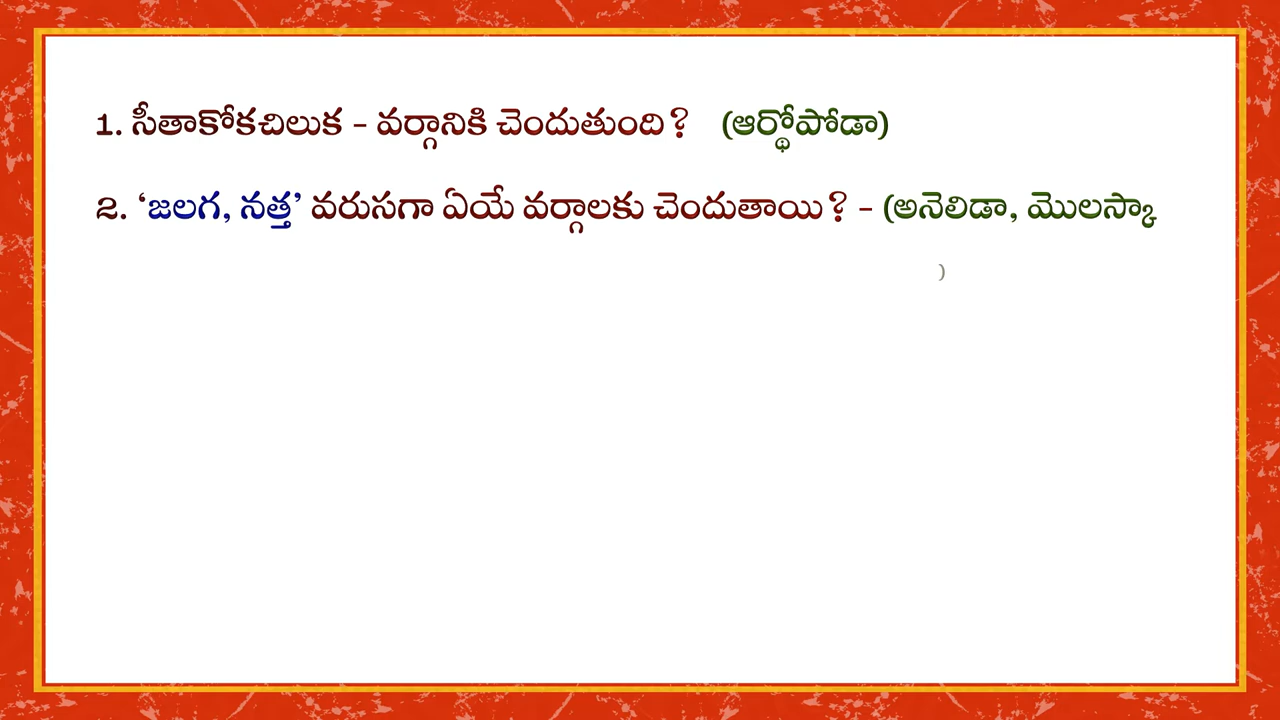 1. సీతాకోకచిలుక – వర్గానికి చెందుతుంది? (ఆర్థోపోడా)
2. ‘జలగ, నత్త’ వరుసగా ఏయే వర్గాలకు చెందుతాయి? – (అనెలిడా, మొలస్కా
)